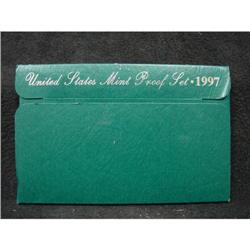 United States Mint Proof Set • 1997